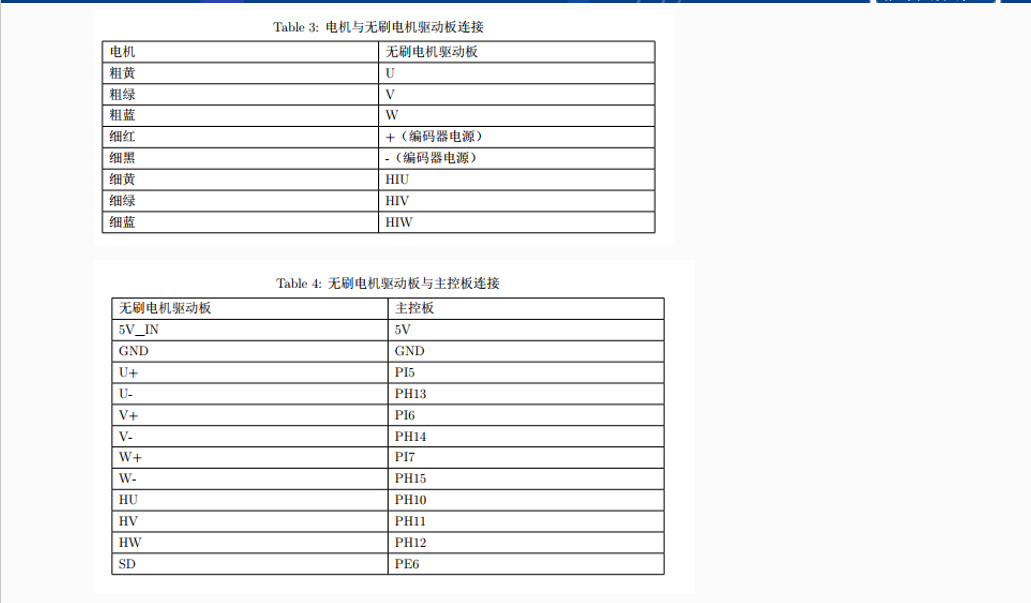 Table 3: 电机与无刷电机驱动板连接
电机 无刷电机驱动板
粗黄 U
粗绿 V
粗蓝 W
细红 +（编码器电源）
细黑 -（编码器电源）
细黄 HIU
细绿 HIV
细蓝 HIW
Table 4: 无刷电机驱动板与主控板连接
无刷电机驱动板 主控板
5V_IN 5V
GND GND
U+ PI5
U- PH13
V+ PI6
V- PH14
W+ PI7
W- PH15
HU PH10
HV PH11
HW PH12
SD PE6